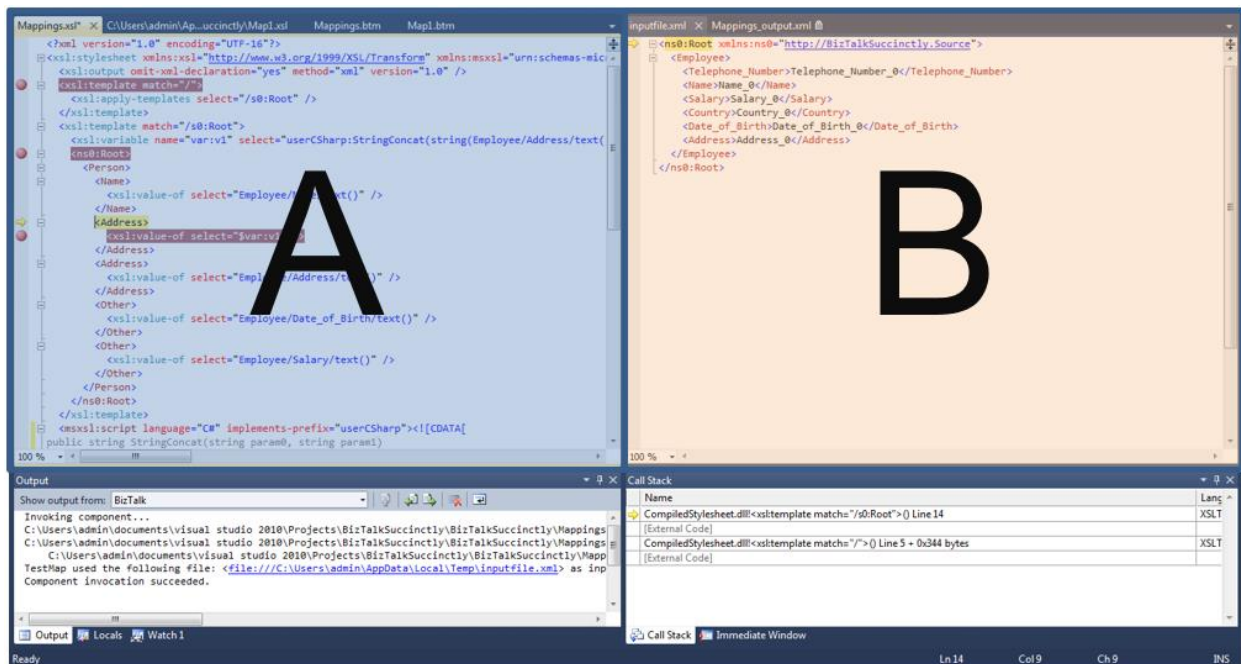 Mappings.xsl* × C:\Users\admin\Ap...uccinctly\Map1.xsl Mappings.btm Map1.btm
<?xml version="1.0" encoding="UTF-16"?>
<xsl:stylesheet xmlns:xsl="http://www.w3.org/1999/XSL/Transform" xmlns:msxsl="urn:schemas-mic
<xsl:output omit-xml-declaration="yes" method="xml" version="1.0" />
<xsl:template match="/">
<xsl:apply-templates select="/s0:Root" />
</xsl:template>
<xsl:template match="/s0:Root">
<xsl:variable name="var:v1" select="userCSharp:StringConcat(string(Employee/Address/text(
<ns0:Root>
<Person>
<Name>
<xsl:value-of select="Employee/ xt()" />
</Name>
<Address>
<xsl:value-of select="$var:v1
</Address>
<Address>
<xsl:value-of select="Emp /Address/te )" />
</Address>
<Other>
<xsl:value-of select="Employee/Date_of_Birth/text()" />
</Other>
<Other>
<xsl:value-of select="Employee/Salary/text()" />
</Other>
</Person>
</ns0:Root>
</xsl:template>
<msxsl:script language="C#" implements-prefix="userCSharp"><![CDATA[
public string StringConcat(string param0, string param1)
100 %
A
inputfile.xml × Mappings_output.xml
<ns0:Root xmlns:ns0="http://BizTalkSuccinctly.Source">
<Employee>
<Telephone_Number>Telephone_Number_0</Telephone_Number>
<Name>Name_0</Name>
<Salary>Salary_0</Salary>
<Country>Country_0</Country>
<Date_of_Birth>Date_of_Birth_0</Date_of_Birth>
<Address>Address_0</Address>
</Employee>
</ns0:Root>
100 %
B
Output
Show output from: BizTalk
Invoking component...
C:\Users\admin\documents\visual studio 2010\Projects\BizTalkSuccinctly\BizTalkSuccinctly\Mappings
C:\Users\admin\documents\visual studio 2010\Projects\BizTalkSuccinctly\BizTalkSuccinctly\Mappings
C:\Users\admin\documents\visual studio 2010\Projects\BizTalkSuccinctly\BizTalkSuccinctly\Mapp
TestMap used the following file: <file:///C:\Users\admin\AppData\Local\Temp\inputfile.xml> as inp
Component invocation succeeded.
Output Locals Watch 1
Call Stack
Name Lang
CompiledStylesheet.dll!<xsl:template match="/s0:Root">() Line 14 XSLT
[External Code]
CompiledStylesheet.dll!<xsl:template match="/">() Line 5 + 0x344 bytes XSLT
[External Code]
Call Stack Immediate Window
Ready Ln 14 Col 9 Ch 9 INS